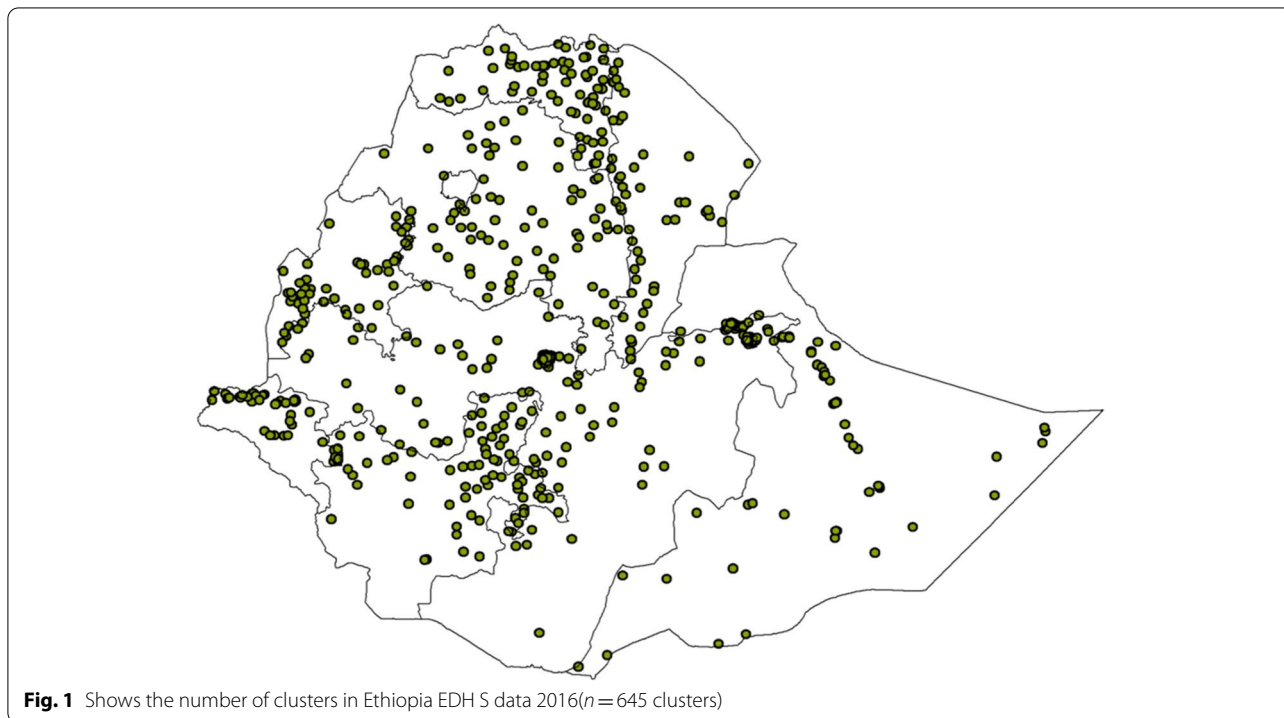 Fig. 1 Shows the number of clusters in Ethiopia EDH S data 2016(n = 645 clusters)